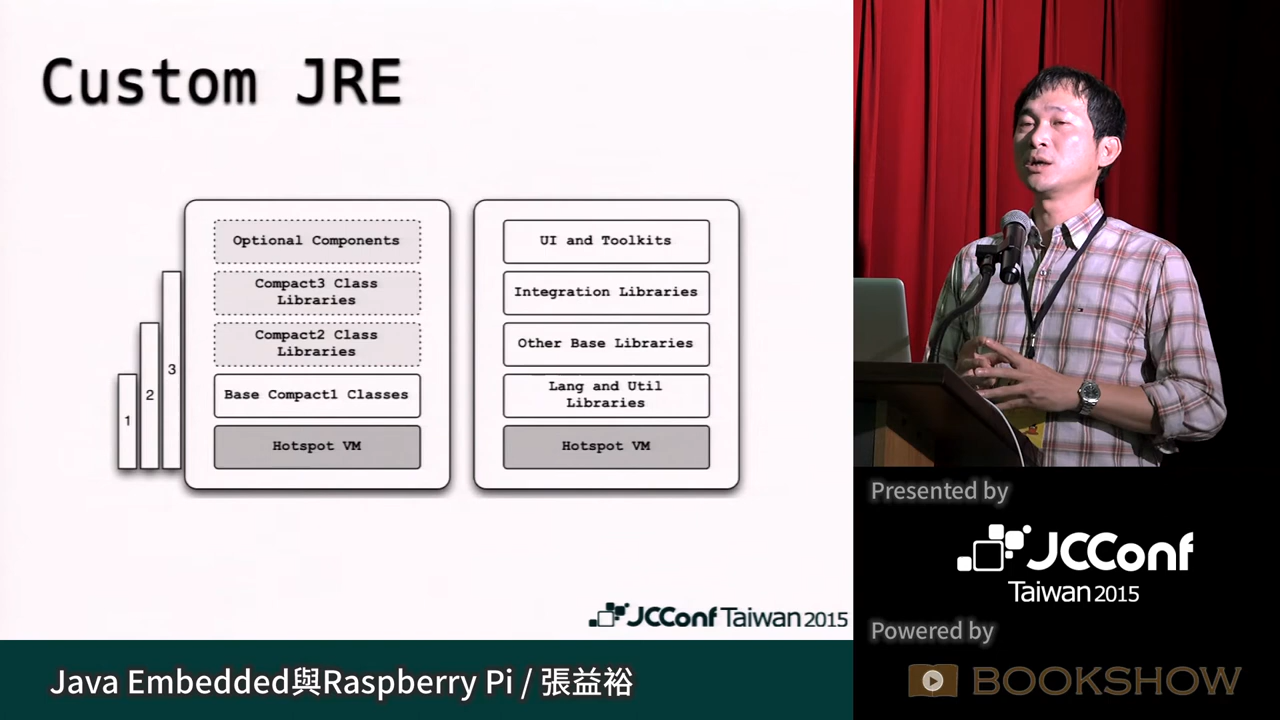 Custom JRE
Optional Components
Compact3 Class
Libraries
Compact2 Class
Libraries
Base Compact1 Classes
Hotspot VM
1
2
3
UI and Toolkits
Integration Libraries
Other Base Libraries
Lang and Util
Libraries
Hotspot VM
JCConf Taiwan 2015
Java Embedded與Raspberry Pi / 張益裕
Presented by
JCConf
Taiwan 2015
Powered by
BOOKSHOW